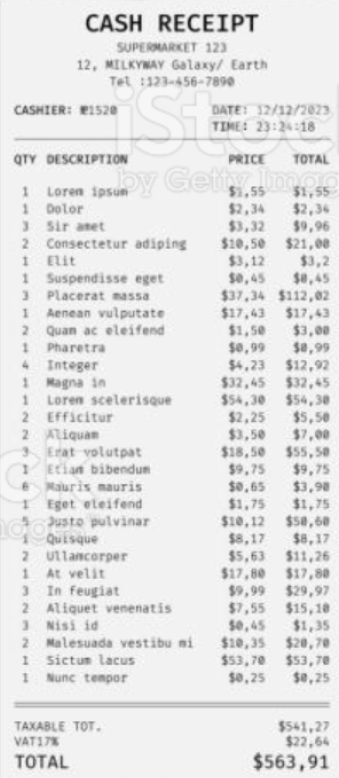 CASH RECEIPT
SUPERMARKET 123
12, MILKYWAY Galaxy/ Earth
Tel :123-456-7890
CASHIER: #1520 DATE: 12/12/2023
TIME: 23:24:18
QTY DESCRIPTION PRICE TOTAL
1 Lorem ipsum $1,55 $1,55
1 Dolor $2,34 $2,34
3 Sir amet $3,32 $9,96
2 Consectetur adiping $10,50 $21,00
1 Elit $3,12 $3,2
1 Suspendisse eget $0,45 $0,45
3 Placerat massa $37,34 $112,02
1 Aenean vulputate $17,43 $17,43
2 Quam ac eleifend $1,50 $3,00
1 Pharetra $0,99 $0,99
4 Integer $4,23 $12,92
1 Magna in $32,45 $32,45
1 Lorem scelerisque $54,30 $54,30
2 Efficitur $2,25 $5,50
2 Aliquam $3,50 $7,00
3 Erat volutpat $18,50 $55,50
1 Etiam bibendum $9,75 $9,75
6 Mauris mauris $0,65 $3,90
1 Eget eleifend $1,75 $1,75
5 Justo pulvinar $10,12 $50,60
1 Quisque $8,17 $8,17
2 Ullamcorper $5,63 $11,26
1 At velit $17,80 $17,80
3 In feugiat $9,99 $29,97
2 Aliquet venenatis $7,55 $15,10
3 Nisi id $0,45 $1,35
2 Malesuada vestibu mi $10,35 $20,70
1 Sictum lacus $53,70 $53,70
1 Nunc tempor $0,25 $0,25
TAXABLE TOT. $541,27
VAT17% $22,64
TOTAL $563,91
iStock
by Getty Imag